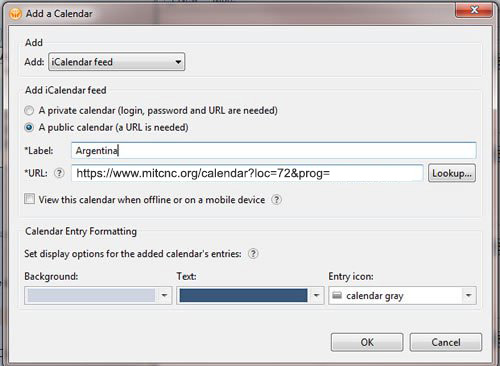 Add a Calendar
Add
Add: iCalendar feed
Add iCalendar feed
A private calendar (login, password and URL are needed)
A public calendar (a URL is needed)
*Label: Argentina
*URL: ? https://www.mitcnc.org/calendar?loc=72&prog= Lookup...
View this calendar when offline or on a mobile device ?
Calendar Entry Formatting
Set display options for the added calendar's entries: ?
Background: Text: Entry icon:
calendar gray
OK Cancel